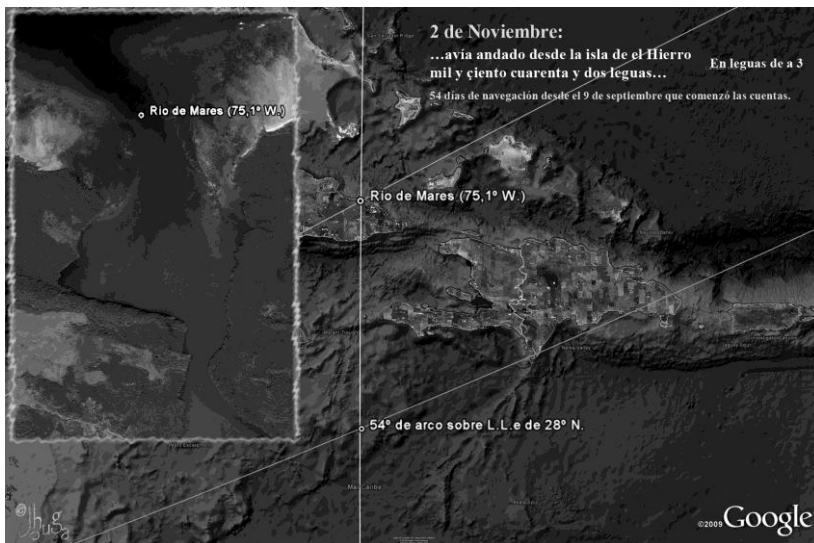 2 de Noviembre:
...avía andado desde la isla de el Hierro
mil y çiento cuarenta y dos leguas...
En leguas de a 3
54 días de navegación desde el 9 de septiembre que comenzó las cuentas.
Rio de Mares (75,1º W.)
Rio de Mares (75,1º W.)
54º de arco sobre L.L.e de 28º N.
Mar Caribe
©2009 Google